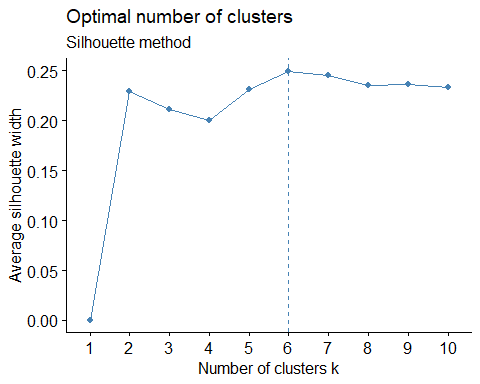 Optimal number of clusters
Silhouette method
Average silhouette width
0.25
0.20
0.15
0.10
0.05
0.00
1 2 3 4 5 6 7 8 9 10
Number of clusters k